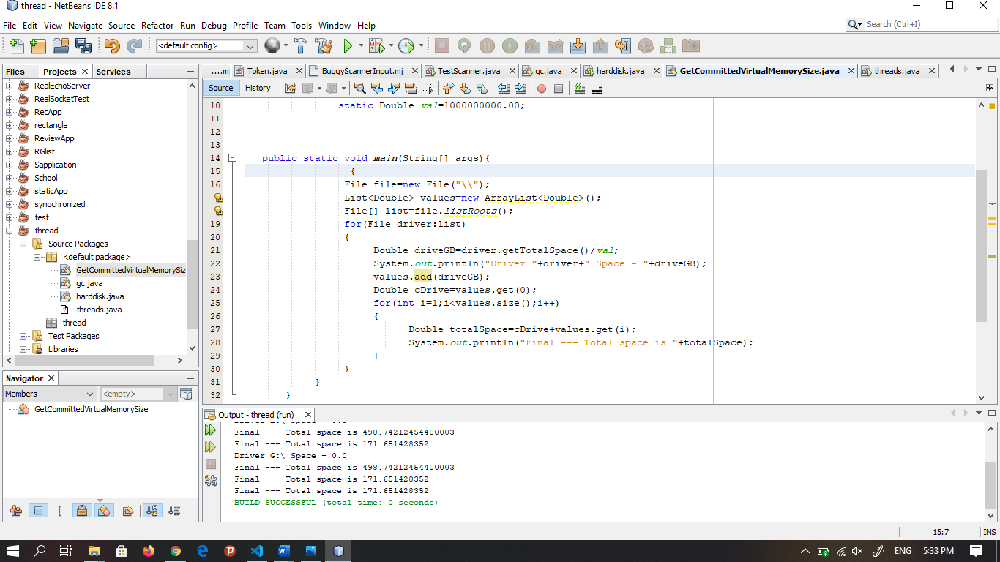 thread - NetBeans IDE 8.1
File Edit View Navigate Source Refactor Run Debug Profile Team Tools Window Help
Search (Ctrl+I)
<default config>
Files Projects Services
RealEchoServer
RealSocketTest
RecApp
rectangle
ReviewApp
RGlist
Sapplication
School
staticApp
synochronized
test
thread
Source Packages
<default package>
GetCommittedVirtualMemorySiz
gc.java
harddisk.java
threads.java
thread
Test Packages
Libraries
Navigator
Members <empty>
GetCommittedVirtualMemorySize
....mj Token.java BuggyScannerInput.mj TestScanner.java gc.java harddisk.java GetCommittedVirtualMemorySize.java threads.java
Source History
10 static Double val=1000000000.00;
11
12
13
14 public static void main(String[] args){
15 {
16 File file=new File("\\");
List<Double> values=new ArrayList<Double>();
File[] list=file.listRoots();
19 for(File driver:list)
20 {
21 Double driveGB=driver.getTotalSpace()/val;
22 System.out.println("Driver "+driver+" Space - "+driveGB);
23 values.add(driveGB);
24 Double cDrive=values.get(0);
25 for(int i=1;i<values.size();i++)
26 {
27 Double totalSpace=cDrive+values.get(i);
28 System.out.println("Final --- Total space is "+totalSpace);
29 }
30 }
31 }
32 }
Output - thread (run)
Final --- Total space is 498.74212454400003
Final --- Total space is 171.651428352
Driver G:\ Space - 0.0
Final --- Total space is 498.74212454400003
Final --- Total space is 171.651428352
Final --- Total space is 171.651428352
BUILD SUCCESSFUL (total time: 0 seconds)
15:7 INS
ENG 5:33 PM